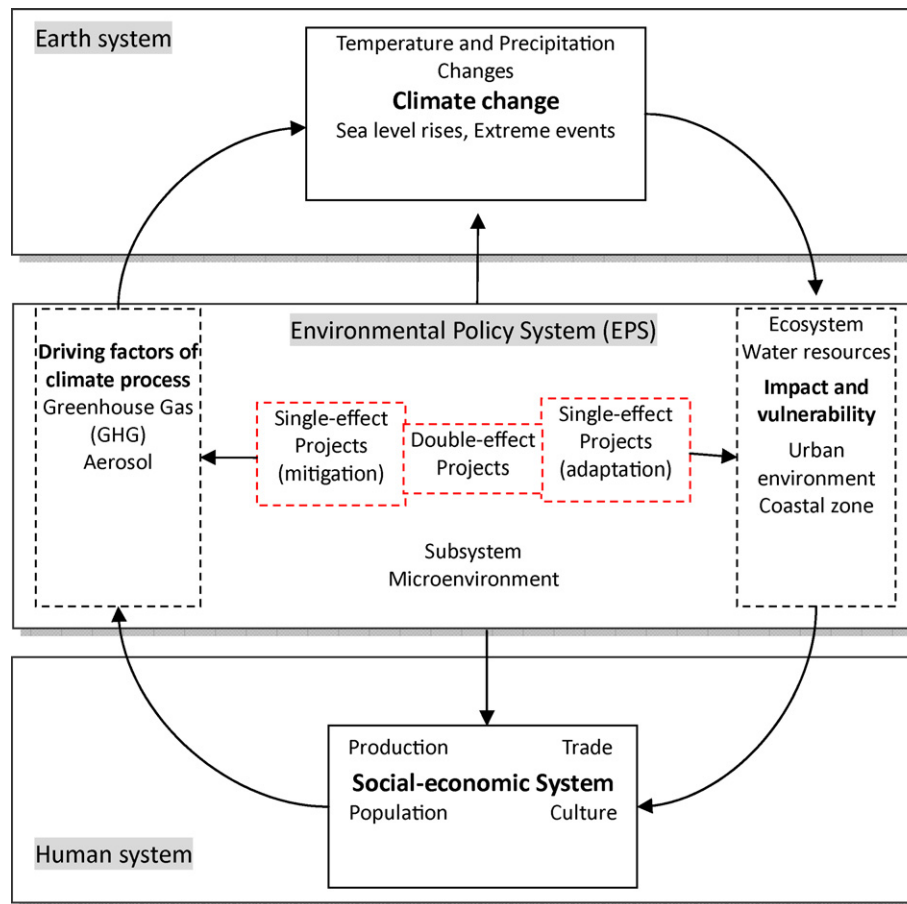 Earth system
Temperature and Precipitation
Changes
Climate change
Sea level rises, Extreme events
Environmental Policy System (EPS)
Driving factors of
climate process
Greenhouse Gas
(GHG)
Aerosol
Single-effect
Projects
(mitigation)
Double-effect
Projects
Single-effect
Projects
(adaptation)
Ecosystem
Water resources
Impact and
vulnerability
Urban
environment
Coastal zone
Subsystem
Microenvironment
Production Trade
Social-economic System
Population Culture
Human system